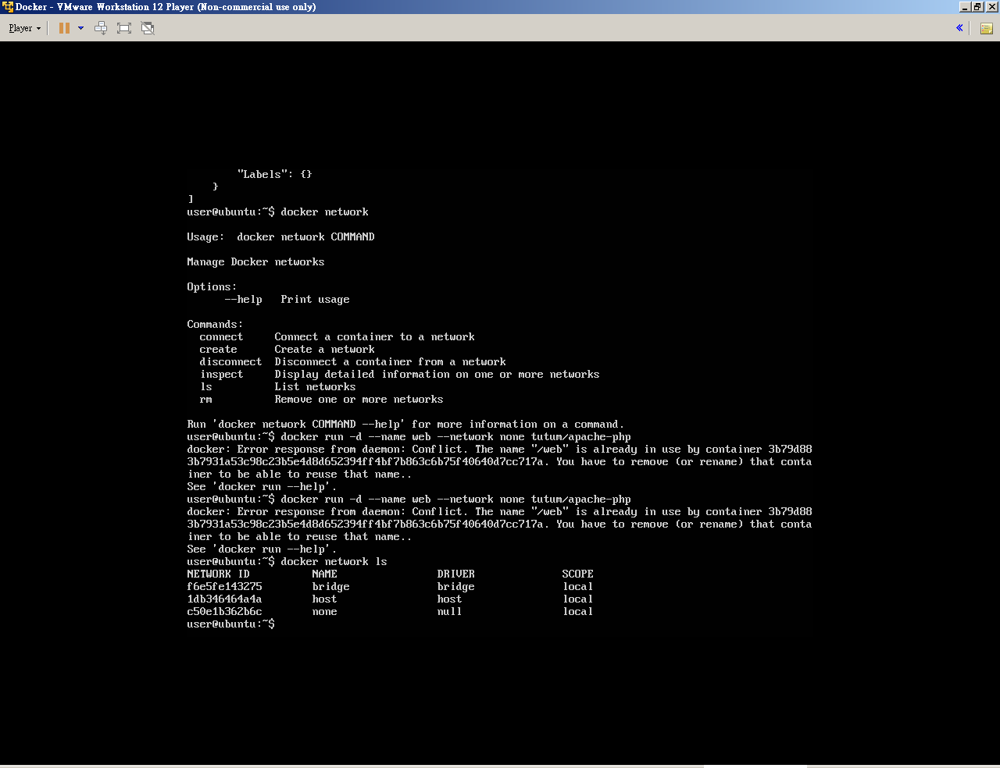 Docker - VMware Workstation 12 Player (Non-commercial use only)
Player
        "Labels": {}
    }
]
user@ubuntu:~$ docker network

Usage:  docker network COMMAND

Manage Docker networks

Options:
      --help   Print usage

Commands:
  connect     Connect a container to a network
  create      Create a network
  disconnect  Disconnect a container from a network
  inspect     Display detailed information on one or more networks
  ls          List networks
  rm          Remove one or more networks

Run 'docker network COMMAND --help' for more information on a command.
user@ubuntu:~$ docker run -d --name web --network none tutum/apache-php
docker: Error response from daemon: Conflict. The name "/web" is already in use by container 3b79d88
3b7931a53c98c23b5e4d8d652394ff4bf7b863c6b75f40640d7cc717a. You have to remove (or rename) that conta
iner to be able to reuse that name..
See 'docker run --help'.
user@ubuntu:~$ docker run -d --name web --network none tutum/apache-php
docker: Error response from daemon: Conflict. The name "/web" is already in use by container 3b79d88
3b7931a53c98c23b5e4d8d652394ff4bf7b863c6b75f40640d7cc717a. You have to remove (or rename) that conta
iner to be able to reuse that name..
See 'docker run --help'.
user@ubuntu:~$ docker network ls
NETWORK ID          NAME                DRIVER              SCOPE
f6e5fe143275        bridge              bridge              local
1db346464a4a        host                host                local
c50e1b362b6c        none                null                local
user@ubuntu:~$